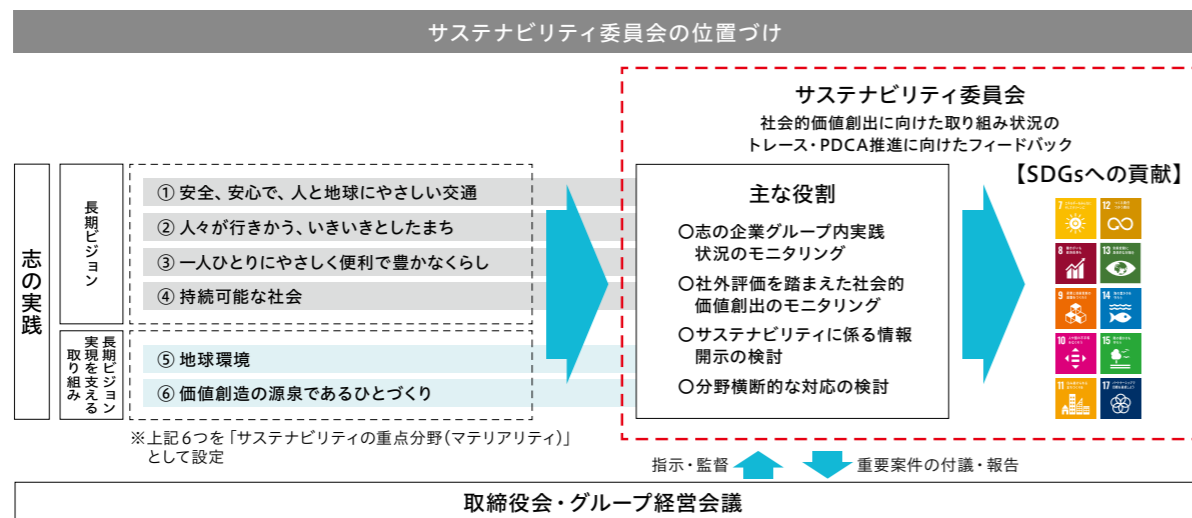 サステナビリティ委員会の位置づけ
サステナビリティ委員会
社会的価値創出に向けた取り組み状況の
トレース・PDCA推進に向けたフィードバック
志の実践
長期ビジョン
① 安全、安心で、人と地球にやさしい交通
② 人々が行きかう、いきいきとしたまち
③ 一人ひとりにやさしく便利で豊かなくらし
④ 持続可能な社会
長期ビジョン
実現を支える
取り組み
⑤ 地球環境
⑥ 価値創造の源泉であるひとづくり
※上記6つを「サステナビリティの重点分野(マテリアリティ)」
として設定
主な役割
○志の企業グループ内実践
状況のモニタリング
○社外評価を踏まえた社会的
価値創出のモニタリング
○サステナビリティに係る情報
開示の検討
○分野横断的な対応の検討
【SDGsへの貢献】
7
12
8
13
9
14
10
15
11
17
指示・監督
重要案件の付議・報告
取締役会・グループ経営会議